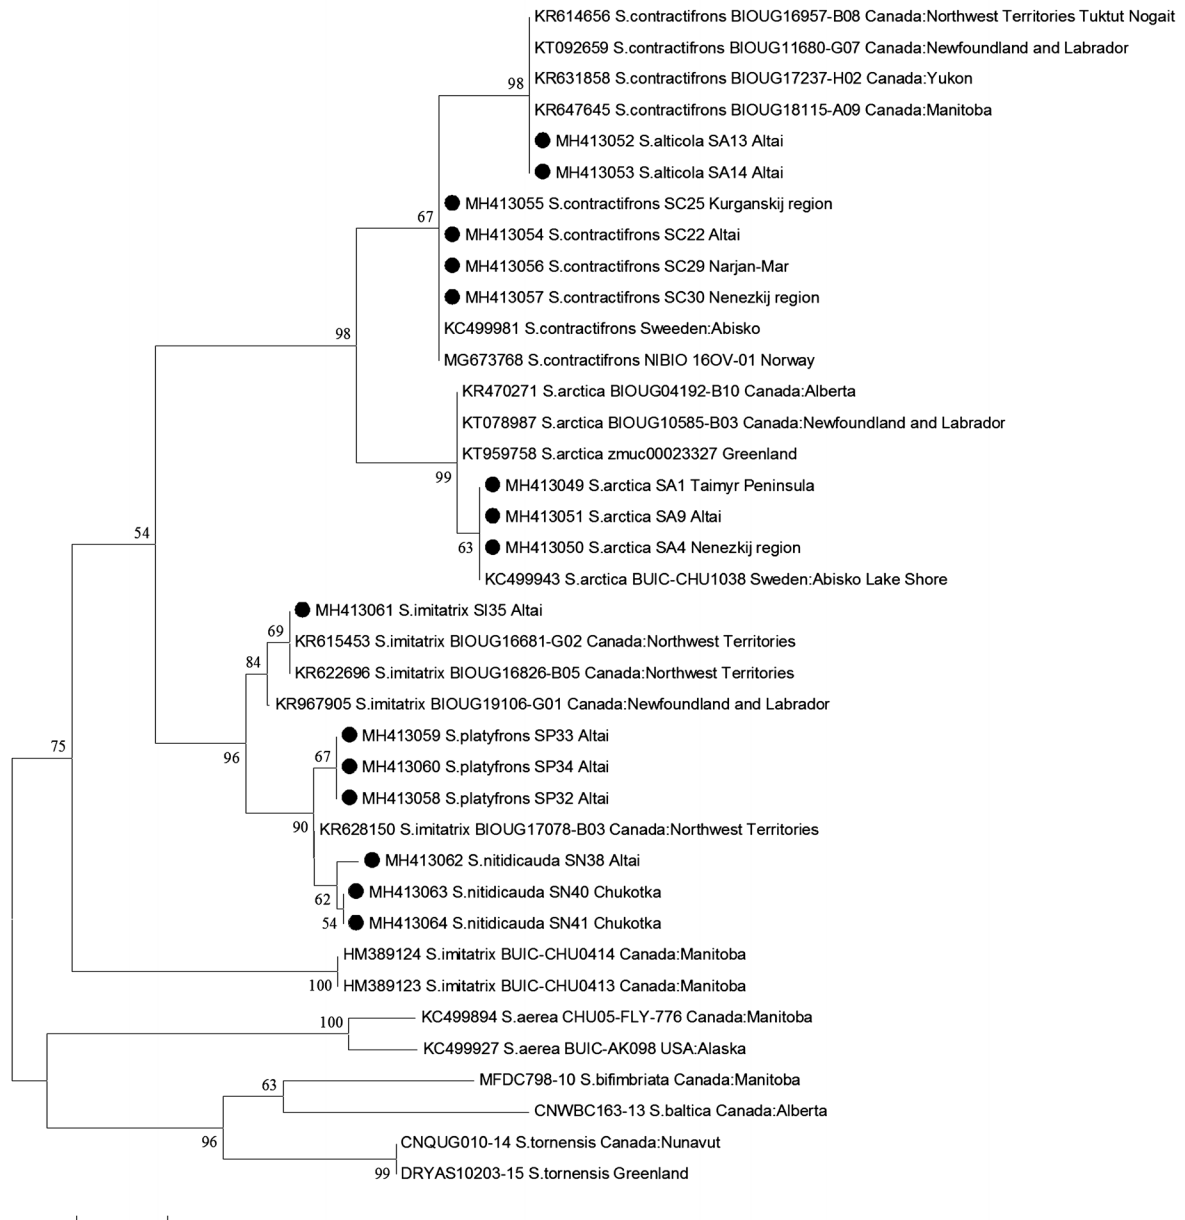 KR614656 S.contractifrons BIOUG16957-B08 Canada:Northwest Territories Tuktut Nogait
KT092659 S.contractifrons BIOUG11680-G07 Canada:Newfoundland and Labrador
KR631858 S.contractifrons BIOUG17237-H02 Canada:Yukon
98
KR647645 S.contractifrons BIOUG18115-A09 Canada:Manitoba
MH413052 S.alticola SA13 Altai
MH413053 S.alticola SA14 Altai
MH413055 S.contractifrons SC25 Kurganskij region
67
MH413054 S.contractifrons SC22 Altai
MH413056 S.contractifrons SC29 Narjan-Mar
MH413057 S.contractifrons SC30 Nenezkij region
KC499981 S.contractifrons Sweeden:Abisko
98
MG673768 S.contractifrons NIBIO 16OV-01 Norway
KR470271 S.arctica BIOUG04192-B10 Canada:Alberta
KT078987 S.arctica BIOUG10585-B03 Canada:Newfoundland and Labrador
KT959758 S.arctica zmuc00023327 Greenland
99
MH413049 S.arctica SA1 Taimyr Peninsula
MH413051 S.arctica SA9 Altai
54
MH413050 S.arctica SA4 Nenezkij region
63
KC499943 S.arctica BUIC-CHU1038 Sweden:Abisko Lake Shore
MH413061 S.imitatrix SI35 Altai
69
KR615453 S.imitatrix BIOUG16681-G02 Canada:Northwest Territories
84
KR622696 S.imitatrix BIOUG16826-B05 Canada:Northwest Territories
KR967905 S.imitatrix BIOUG19106-G01 Canada:Newfoundland and Labrador
MH413059 S.platyfrons SP33 Altai
75
96
67
MH413060 S.platyfrons SP34 Altai
MH413058 S.platyfrons SP32 Altai
90
KR628150 S.imitatrix BIOUG17078-B03 Canada:Northwest Territories
MH413062 S.nitidicauda SN38 Altai
MH413063 S.nitidicauda SN40 Chukotka
62
54
MH413064 S.nitidicauda SN41 Chukotka
HM389124 S.imitatrix BUIC-CHU0414 Canada:Manitoba
100
HM389123 S.imitatrix BUIC-CHU0413 Canada:Manitoba
KC499894 S.aerea CHU05-FLY-776 Canada:Manitoba
100
KC499927 S.aerea BUIC-AK098 USA:Alaska
MFDC798-10 S.bifimbriata Canada:Manitoba
63
CNWBC163-13 S.baltica Canada:Alberta
96
CNQUG010-14 S.tornensis Canada:Nunavut
99
DRYAS10203-15 S.tornensis Greenland